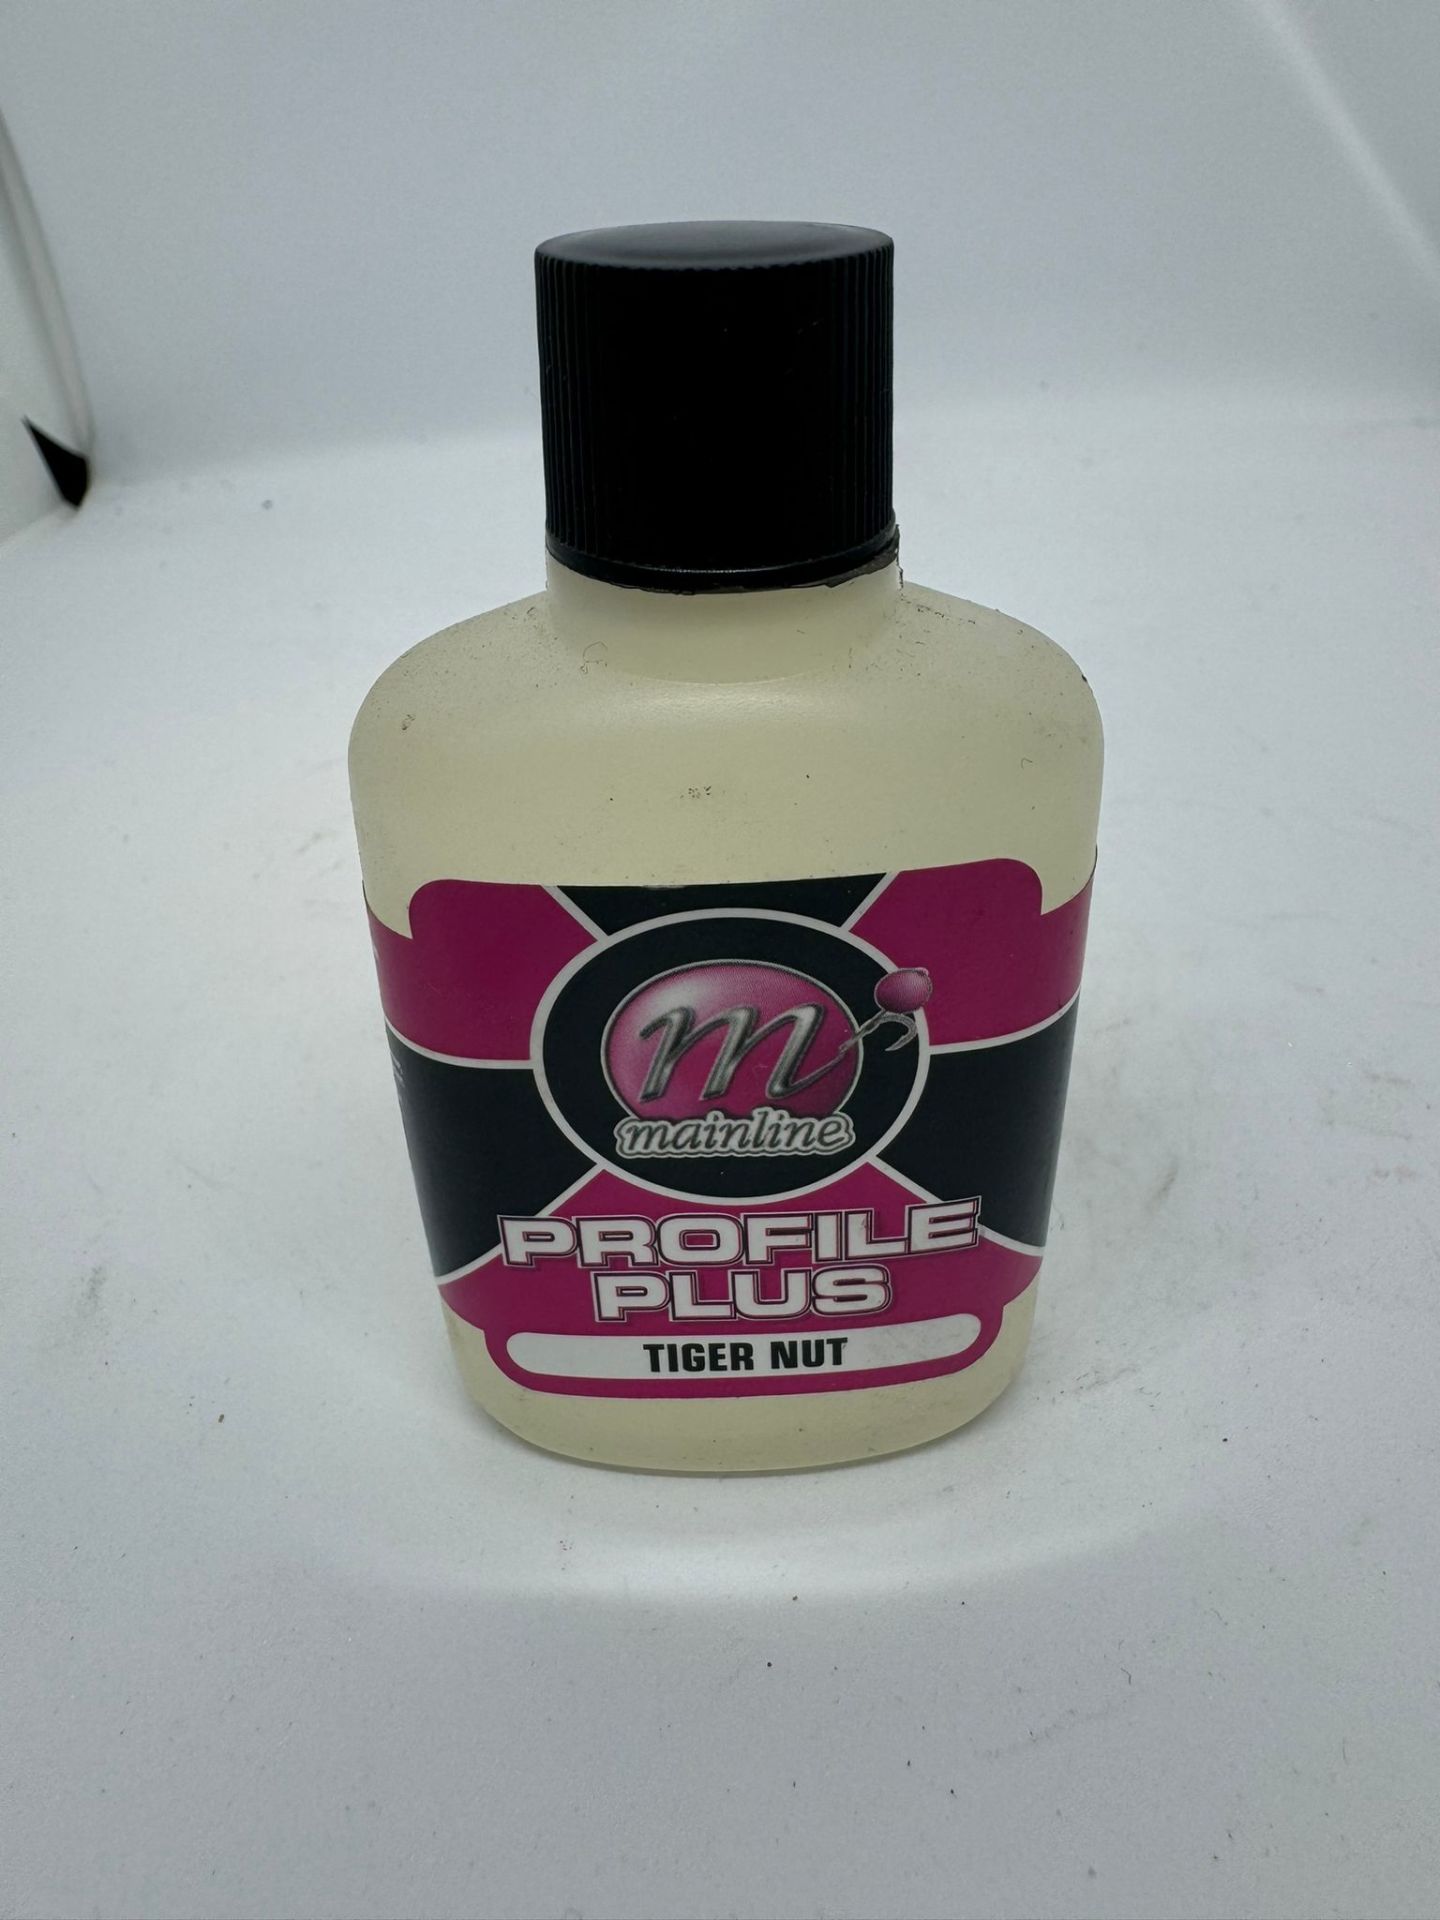 m
mainline
PROFILE
PLUS
TIGER NUT